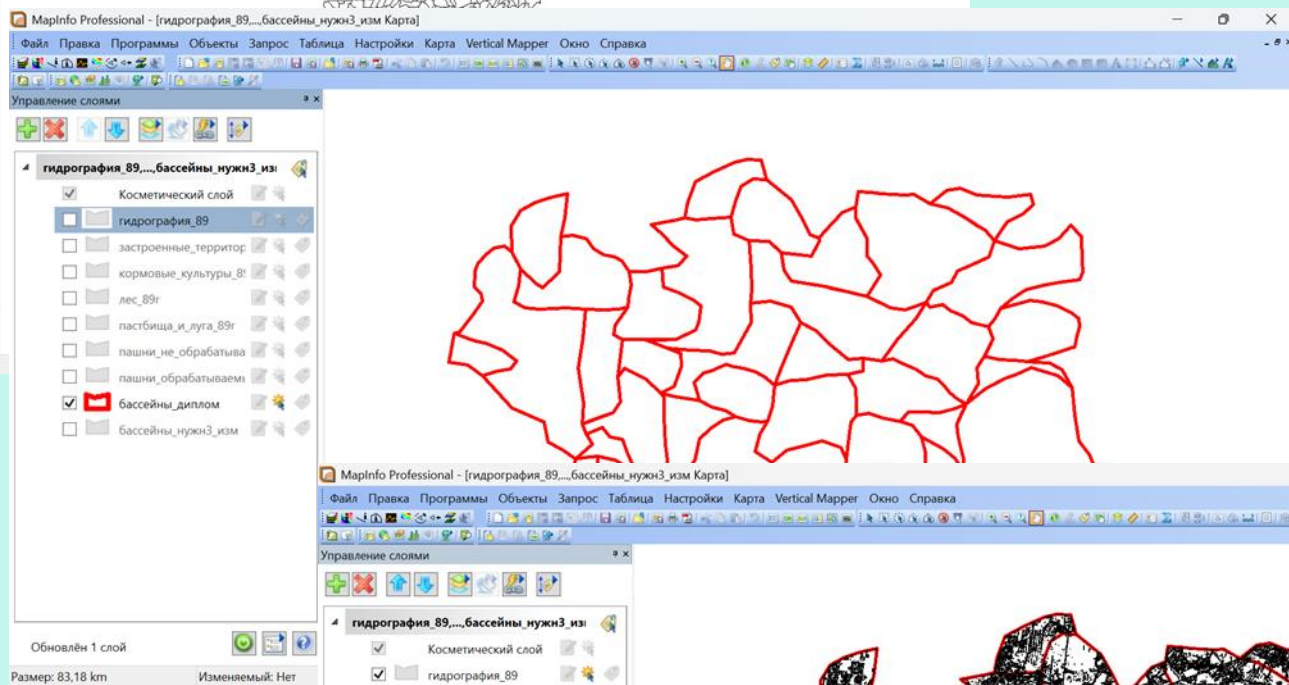 MapInfo Professional - [гидрография_89,...,бассейны_нужн3_изм Карта]
Файл Правка Программы Объекты Запрос Таблица Настройки Карта Vertical Mapper Окно Справка
Управление слоями
гидрография_89,...,бассейны_нужн3_из
Косметический слой
гидрография_89
застроенные_территор
кормовые_культуры_8
лес_89г
пастбища_и_луга_89г
пашни_не_обрабатыва
пашни_обрабатываем
бассейны_диплом
бассейны_нужн3_изм
Обновлён 1 слой
Размер: 83,18 km Изменяемый: Нет
MapInfo Professional - [гидрография_89,...,бассейны_нужн3_изм Карта]
Файл Правка Программы Объекты Запрос Таблица Настройки Карта Vertical Mapper Окно Справка
Управление слоями
гидрография_89,...,бассейны_нужн3_из
Косметический слой
гидрография_89